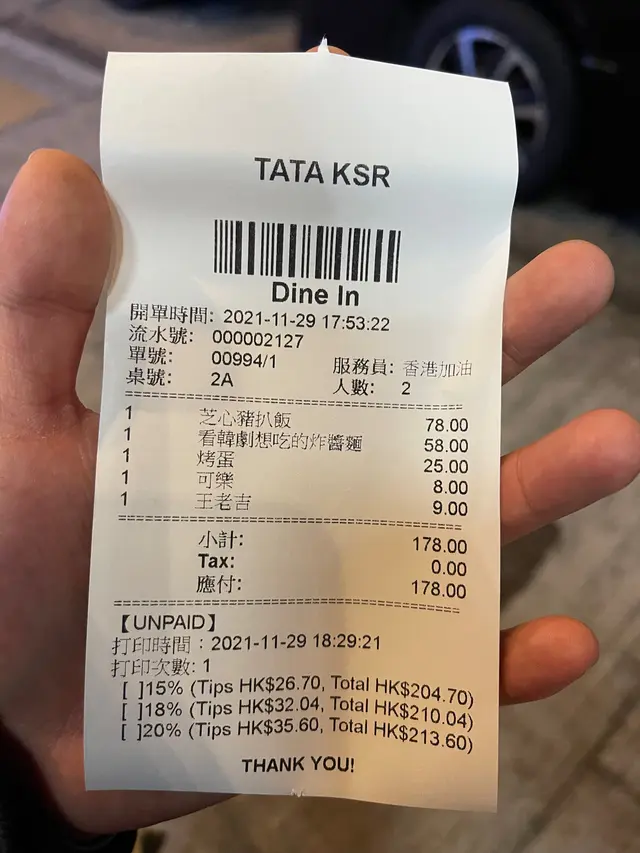 TATA KSR
Dine In
開單時間: 2021-11-29 17:53:22
流水號: 000002127
單號: 00994/1 服務員: 香港加油
桌號: 2A 人數: 2
1 芝心豬扒飯 78.00
1 看韓劇想吃的炸醬麵 58.00
1 烤蛋 25.00
1 可樂 8.00
1 王老吉 9.00
小計: 178.00
Tax: 0.00
應付: 178.00
【UNPAID】
打印時間：2021-11-29 18:29:21
打印次數: 1
[ ]15% (Tips HK$26.70, Total HK$204.70)
[ ]18% (Tips HK$32.04, Total HK$210.04)
[ ]20% (Tips HK$35.60, Total HK$213.60)
THANK YOU!